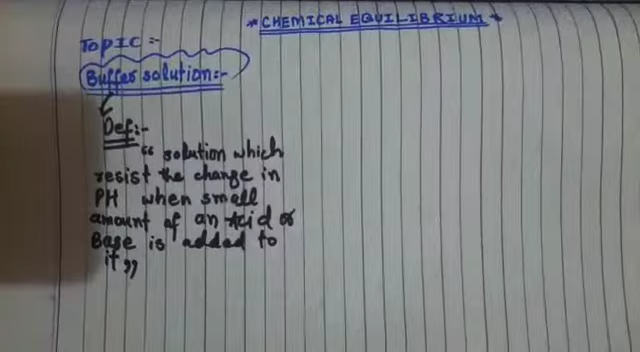 * CHEMICAL EQUILIBRIUM *
Topic :-
Buffer solution:-
Def:-
“ solution which
resist the change in
PH when small
amount of an Acid or
Base is added to
it ”